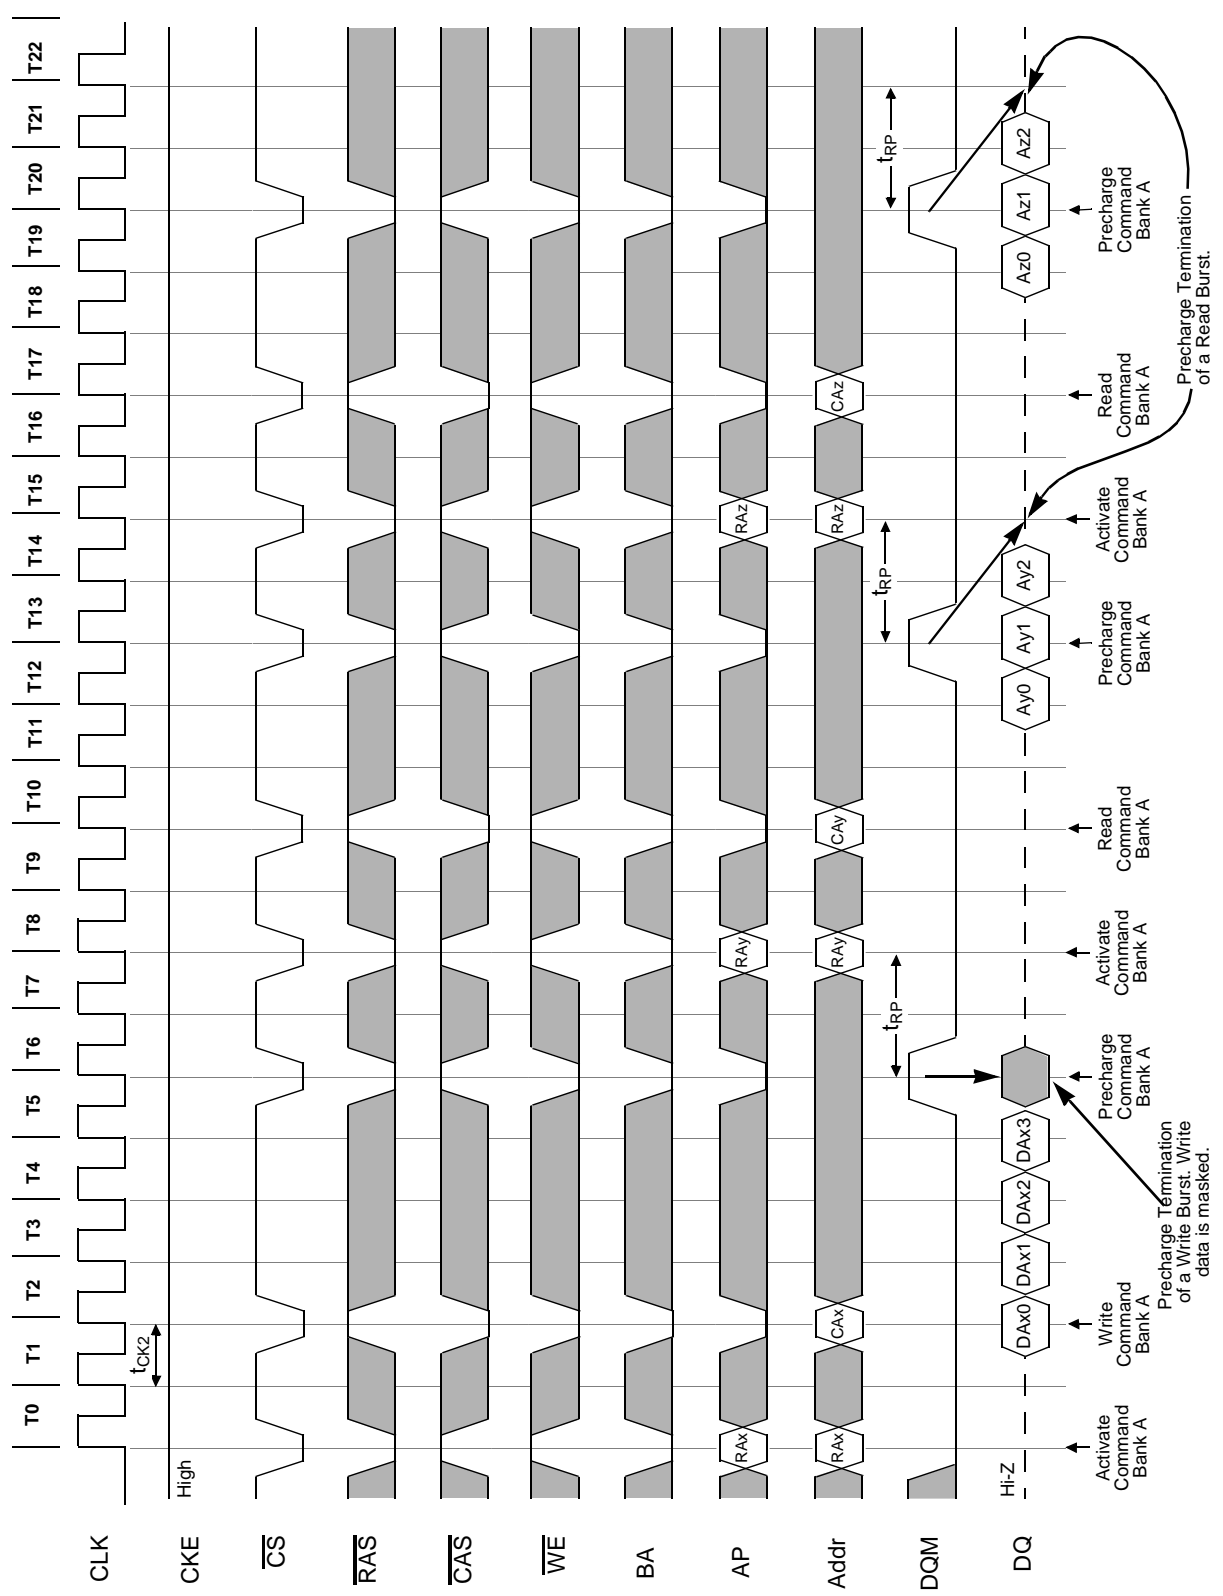 T0 T1 T2 T3 T4 T5 T6 T7 T8 T9 T10 T11 T12 T13 T14 T15 T16 T17 T18 T19 T20 T21 T22
CLK
tCK2
CKE
High
CS
RAS
CAS
WE
BA
AP
RAx
RAy
RAz
Addr
RAx
CAx
RAy
CAy
RAz
CAz
tRP
tRP
tRP
DQM
DQ
Hi-Z
DAx0
DAx1
DAx2
DAx3
Ay0
Ay1
Ay2
Az0
Az1
Az2
Activate
Command
Bank A
Write
Command
Bank A
Precharge
Command
Bank A
Activate
Command
Bank A
Read
Command
Bank A
Precharge
Command
Bank A
Activate
Command
Bank A
Read
Command
Bank A
Precharge
Command
Bank A
Precharge Termination
of a Write Burst. Write
data is masked.
Precharge Termination
of a Read Burst.